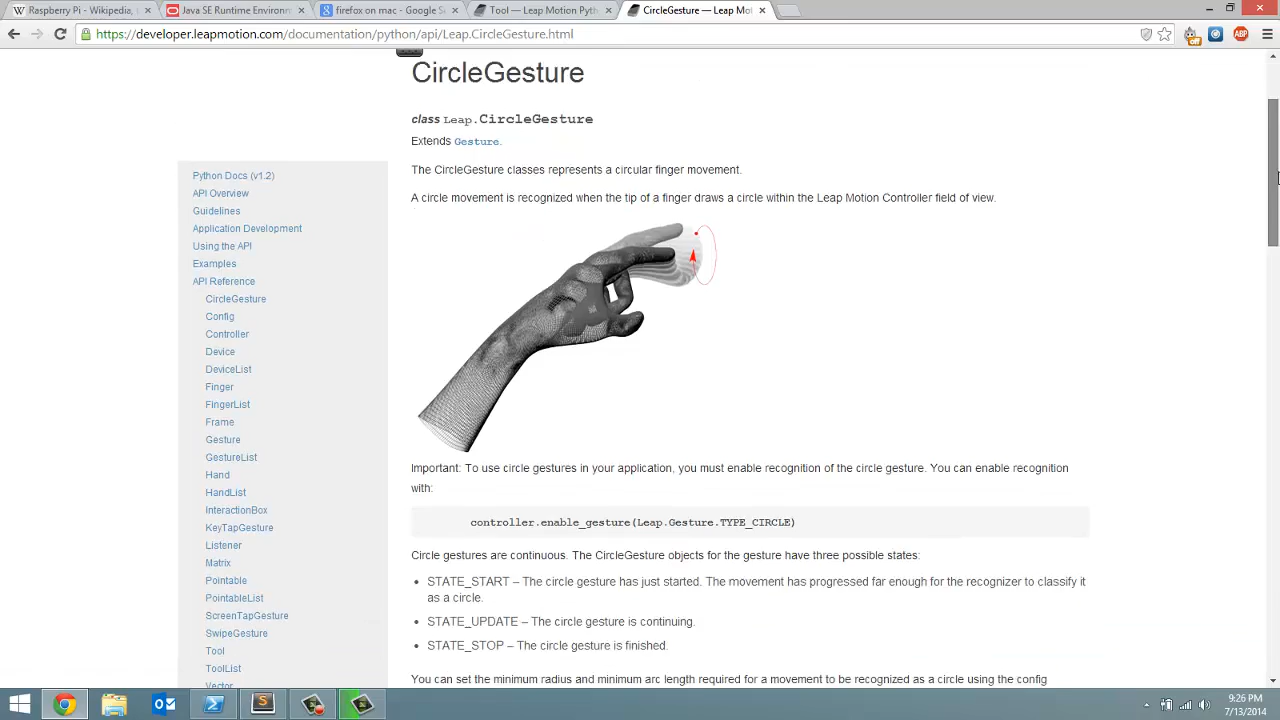 Raspberry Pi - Wikipedia,
Java SE Runtime Environm
firefox on mac - Google S
Tool — Leap Motion Pyth
CircleGesture — Leap Mo
https://developer.leapmotion.com/documentation/python/api/Leap.CircleGesture.html
off
ABP
CircleGesture
class Leap.CircleGesture
Extends Gesture.
The CircleGesture classes represents a circular finger movement.
A circle movement is recognized when the tip of a finger draws a circle within the Leap Motion Controller field of view.
Python Docs (v1.2)
API Overview
Guidelines
Application Development
Using the API
Examples
API Reference
CircleGesture
Config
Controller
Device
DeviceList
Finger
FingerList
Frame
Gesture
GestureList
Hand
HandList
InteractionBox
KeyTapGesture
Listener
Matrix
Pointable
PointableList
ScreenTapGesture
SwipeGesture
Tool
ToolList
Vector
Important: To use circle gestures in your application, you must enable recognition of the circle gesture. You can enable recognition
with:
controller.enable_gesture(Leap.Gesture.TYPE_CIRCLE)
Circle gestures are continuous. The CircleGesture objects for the gesture have three possible states:
STATE_START – The circle gesture has just started. The movement has progressed far enough for the recognizer to classify it
as a circle.
STATE_UPDATE – The circle gesture is continuing.
STATE_STOP – The circle gesture is finished.
You can set the minimum radius and minimum arc length required for a movement to be recognized as a circle using the config
9:26 PM
7/13/2014